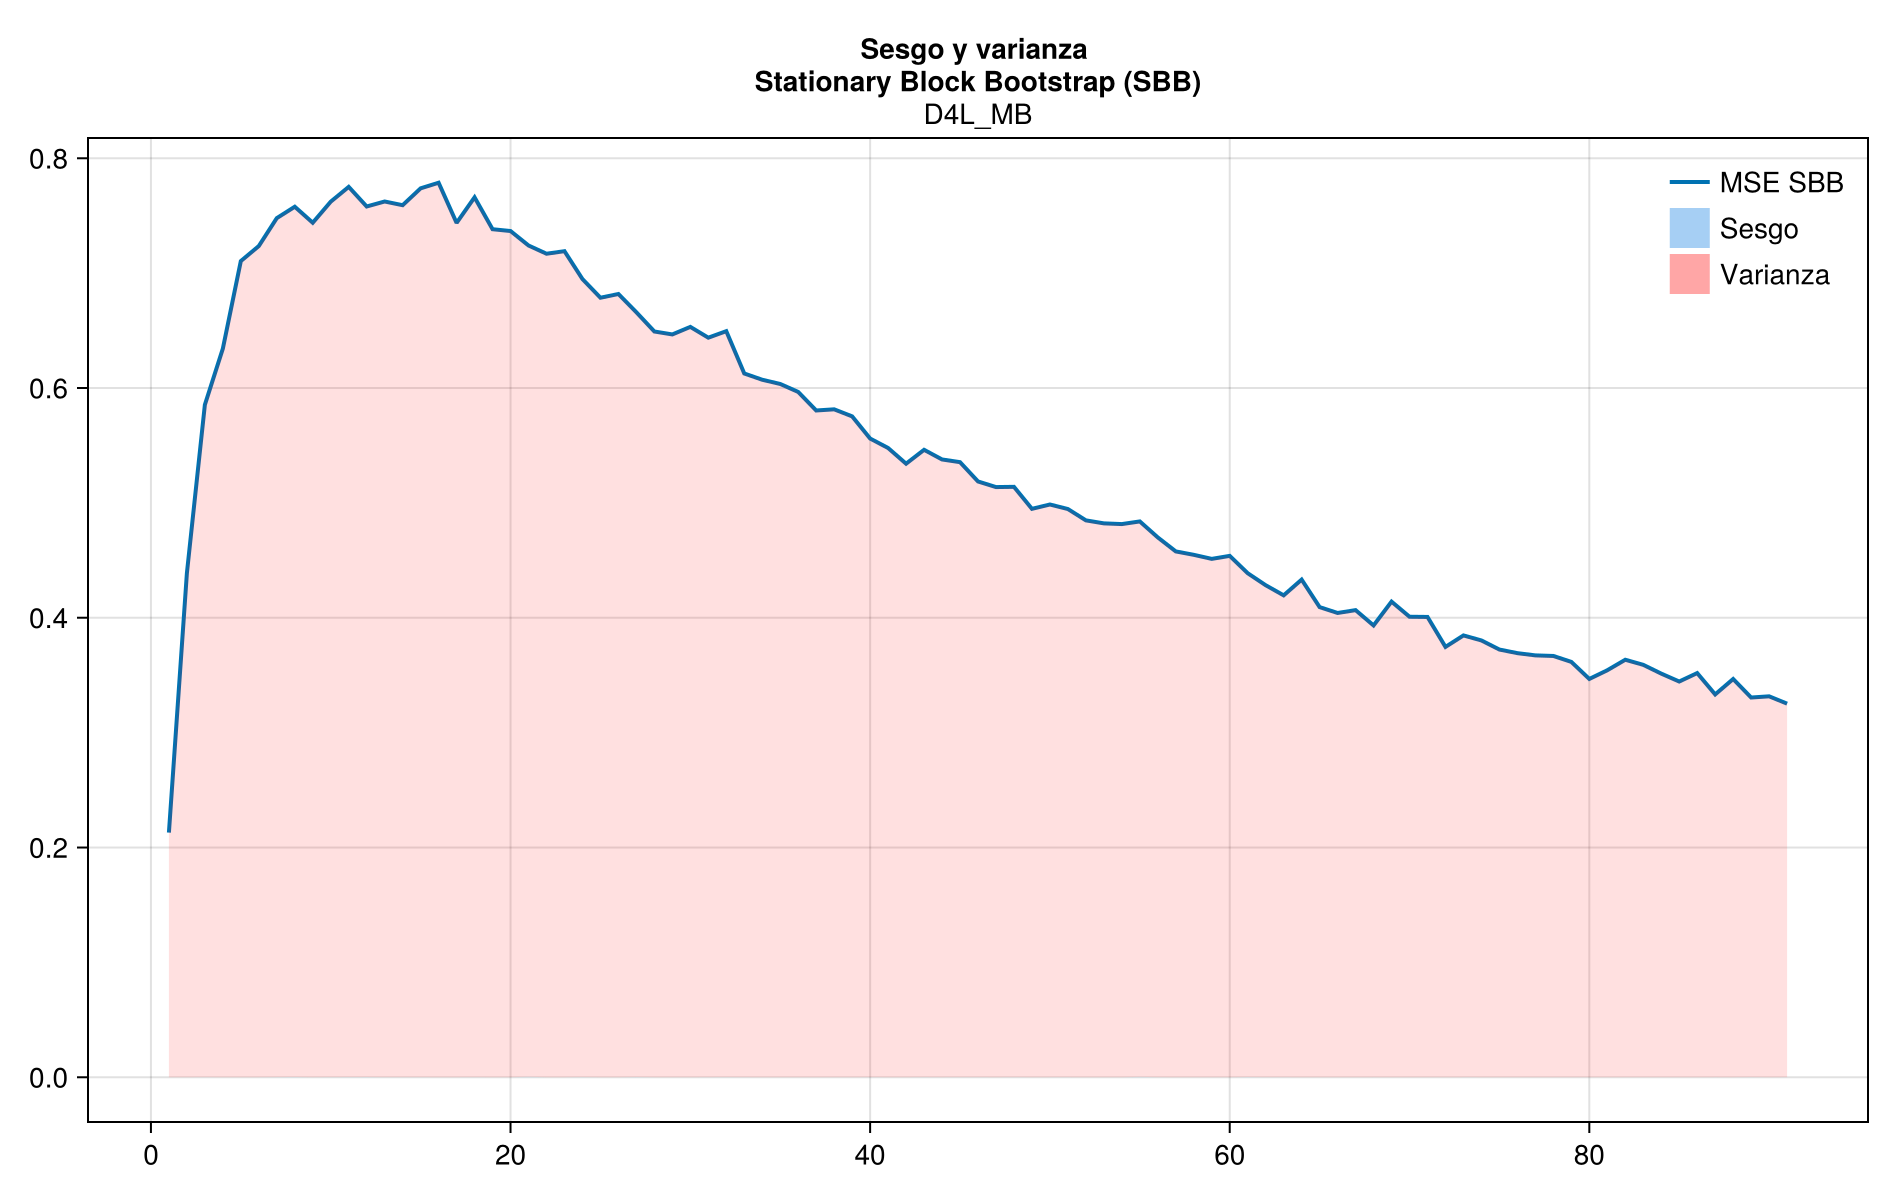 Sesgo y varianza
Stationary Block Bootstrap (SBB)
D4L_MB
0.8
0.6
0.4
0.2
0.0
MSE SBB
Sesgo
Varianza
0 20 40 60 80